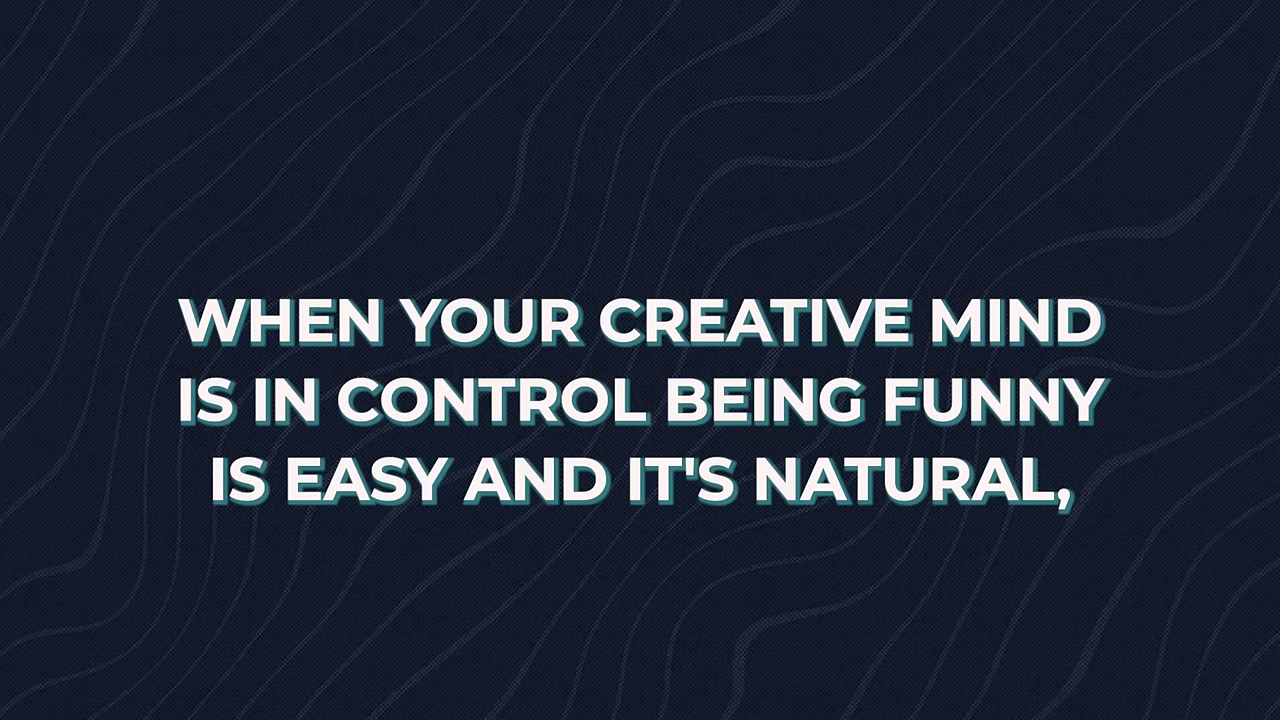 WHEN YOUR CREATIVE MIND
IS IN CONTROL BEING FUNNY
IS EASY AND IT'S NATURAL,